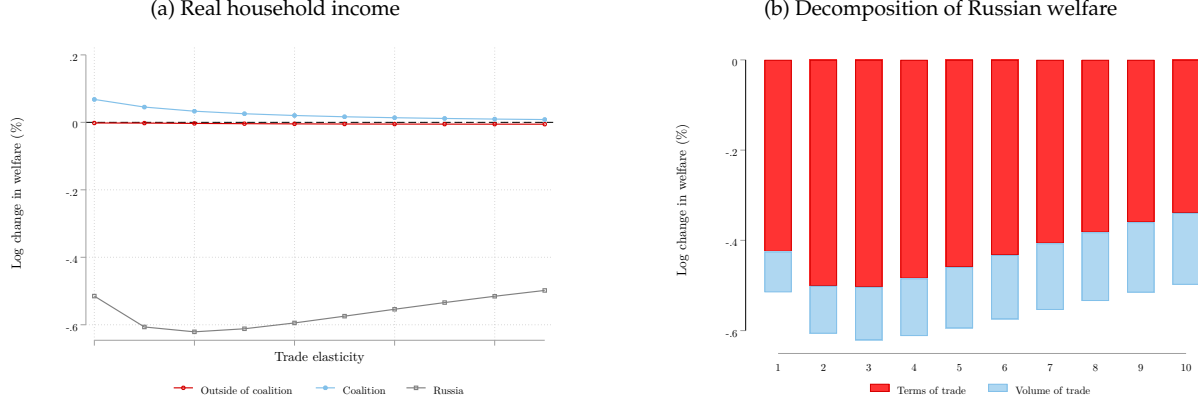 (a) Real household income
Log change in welfare (%)
.2
0
-.2
-.4
-.6
Trade elasticity
Outside of coalition
Coalition
Russia
(b) Decomposition of Russian welfare
Log change in welfare (%)
0
-.2
-.4
-.6
1 2 3 4 5 6 7 8 9 10
Terms of trade
Volume of trade